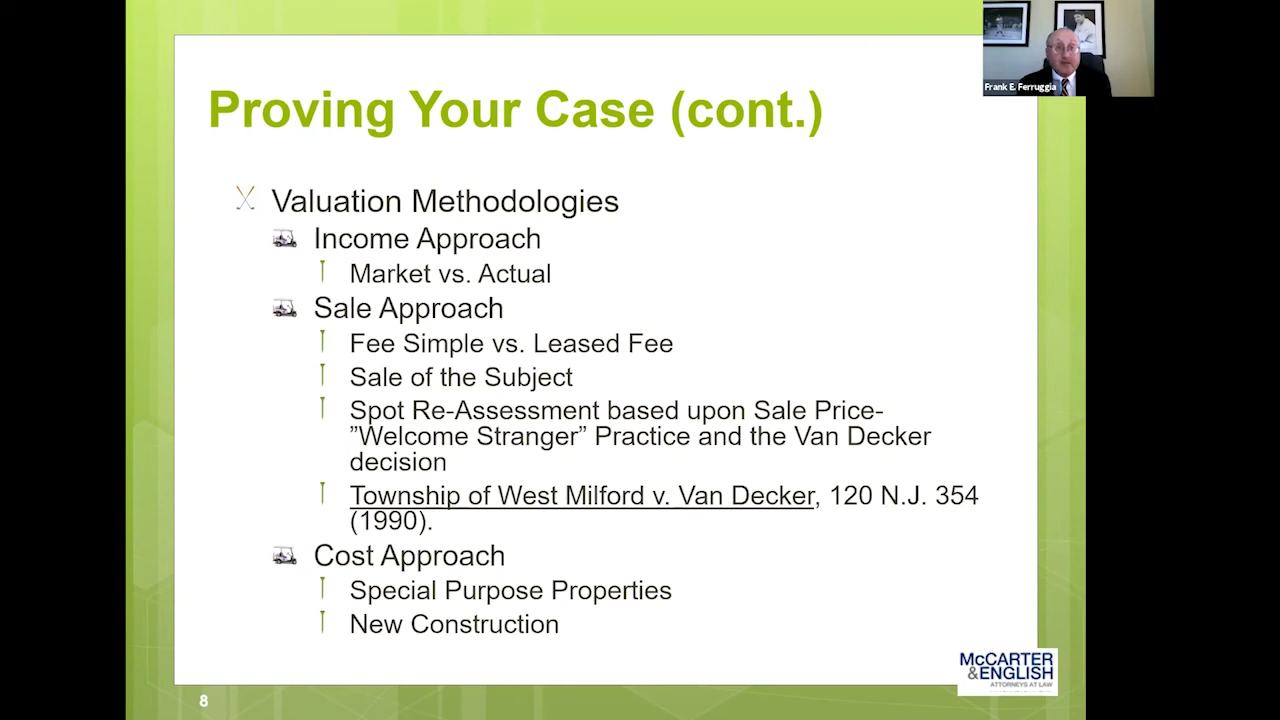 Frank E. Ferruggia
Proving Your Case (cont.)
Valuation Methodologies
Income Approach
Market vs. Actual
Sale Approach
Fee Simple vs. Leased Fee
Sale of the Subject
Spot Re-Assessment based upon Sale Price-
”Welcome Stranger” Practice and the Van Decker
decision
Township of West Milford v. Van Decker, 120 N.J. 354
(1990).
Cost Approach
Special Purpose Properties
New Construction
McCARTER
&ENGLISH
ATTORNEYS AT LAW
8